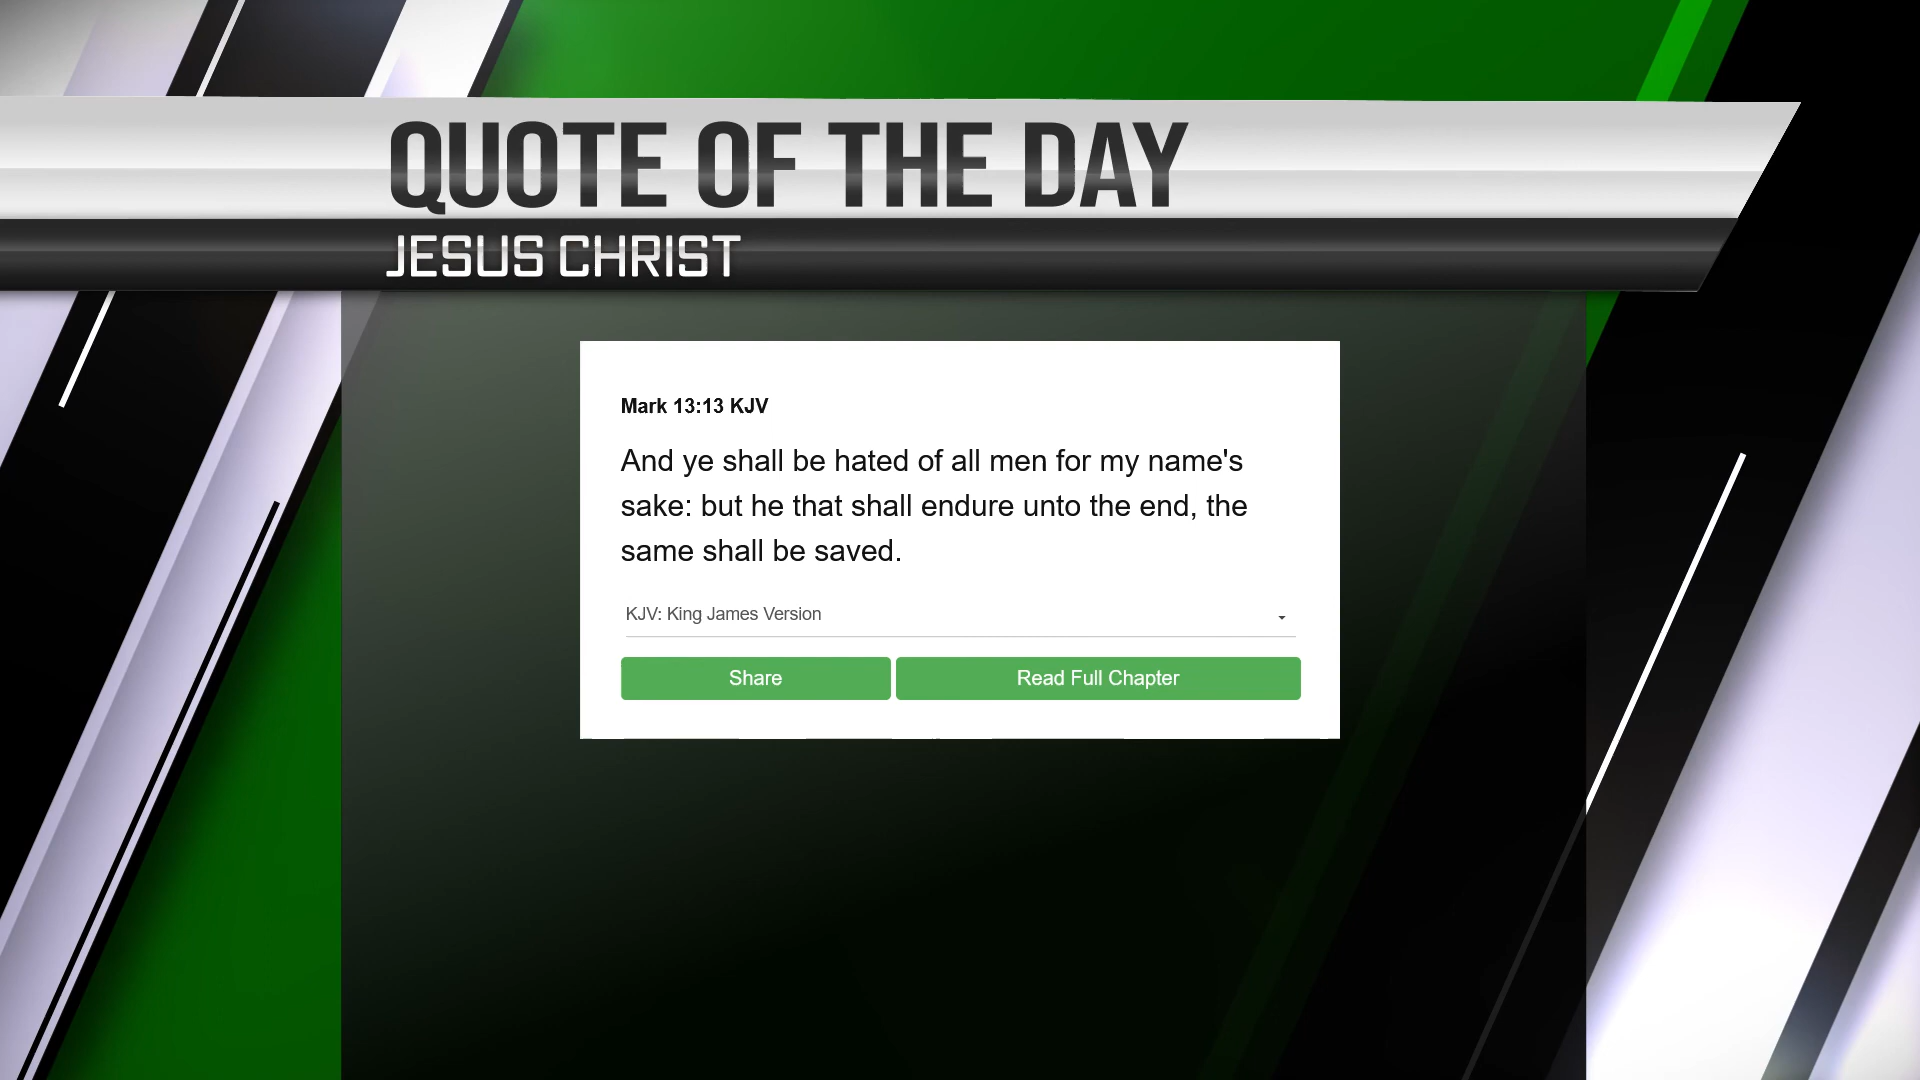 QUOTE OF THE DAY
JESUS CHRIST
Mark 13:13 KJV
And ye shall be hated of all men for my name's
sake: but he that shall endure unto the end, the
same shall be saved.
KJV: King James Version
Share
Read Full Chapter